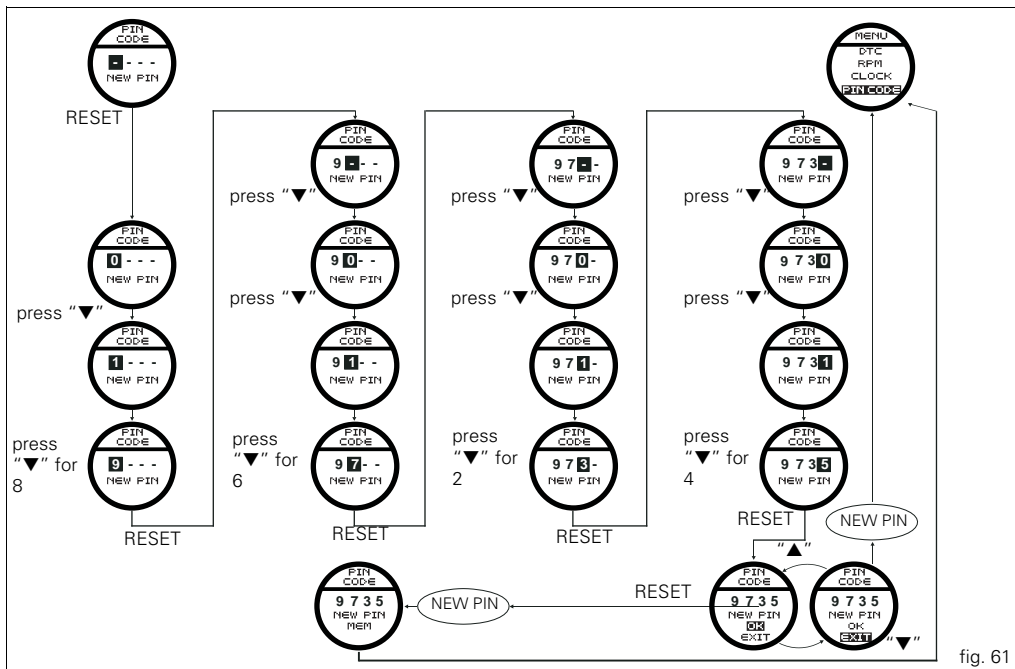 PIN
CODE
- - - -
NEW PIN
RESET
PIN
CODE
0 - - -
NEW PIN
press “▼”
PIN
CODE
1 - - -
NEW PIN
press
“▼” for
8
PIN
CODE
9 - - -
NEW PIN
RESET
PIN
CODE
9 - - -
NEW PIN
press “▼”
PIN
CODE
9 0 - -
NEW PIN
press “▼”
PIN
CODE
9 1 - -
NEW PIN
press
“▼” for
6
PIN
CODE
9 7 - -
NEW PIN
RESET
PIN
CODE
9 7 - -
NEW PIN
press “▼”
PIN
CODE
9 7 0 -
NEW PIN
press “▼”
PIN
CODE
9 7 1 -
NEW PIN
press
“▼” for
2
PIN
CODE
9 7 3 -
NEW PIN
RESET
PIN
CODE
9 7 3 -
NEW PIN
press “▼”
PIN
CODE
9 7 3 0
NEW PIN
press “▼”
PIN
CODE
9 7 3 1
NEW PIN
press
“▼” for
4
PIN
CODE
9 7 3 5
NEW PIN
RESET
“▲”
PIN
CODE
9 7 3 5
NEW PIN
OK
EXIT
PIN
CODE
9 7 3 5
NEW PIN
OK
EXIT
“▼”
RESET
NEW PIN
PIN
CODE
9 7 3 5
NEW PIN
MEM
NEW PIN
MENU
DTC
RPM
CLOCK
PIN CODE
fig. 61